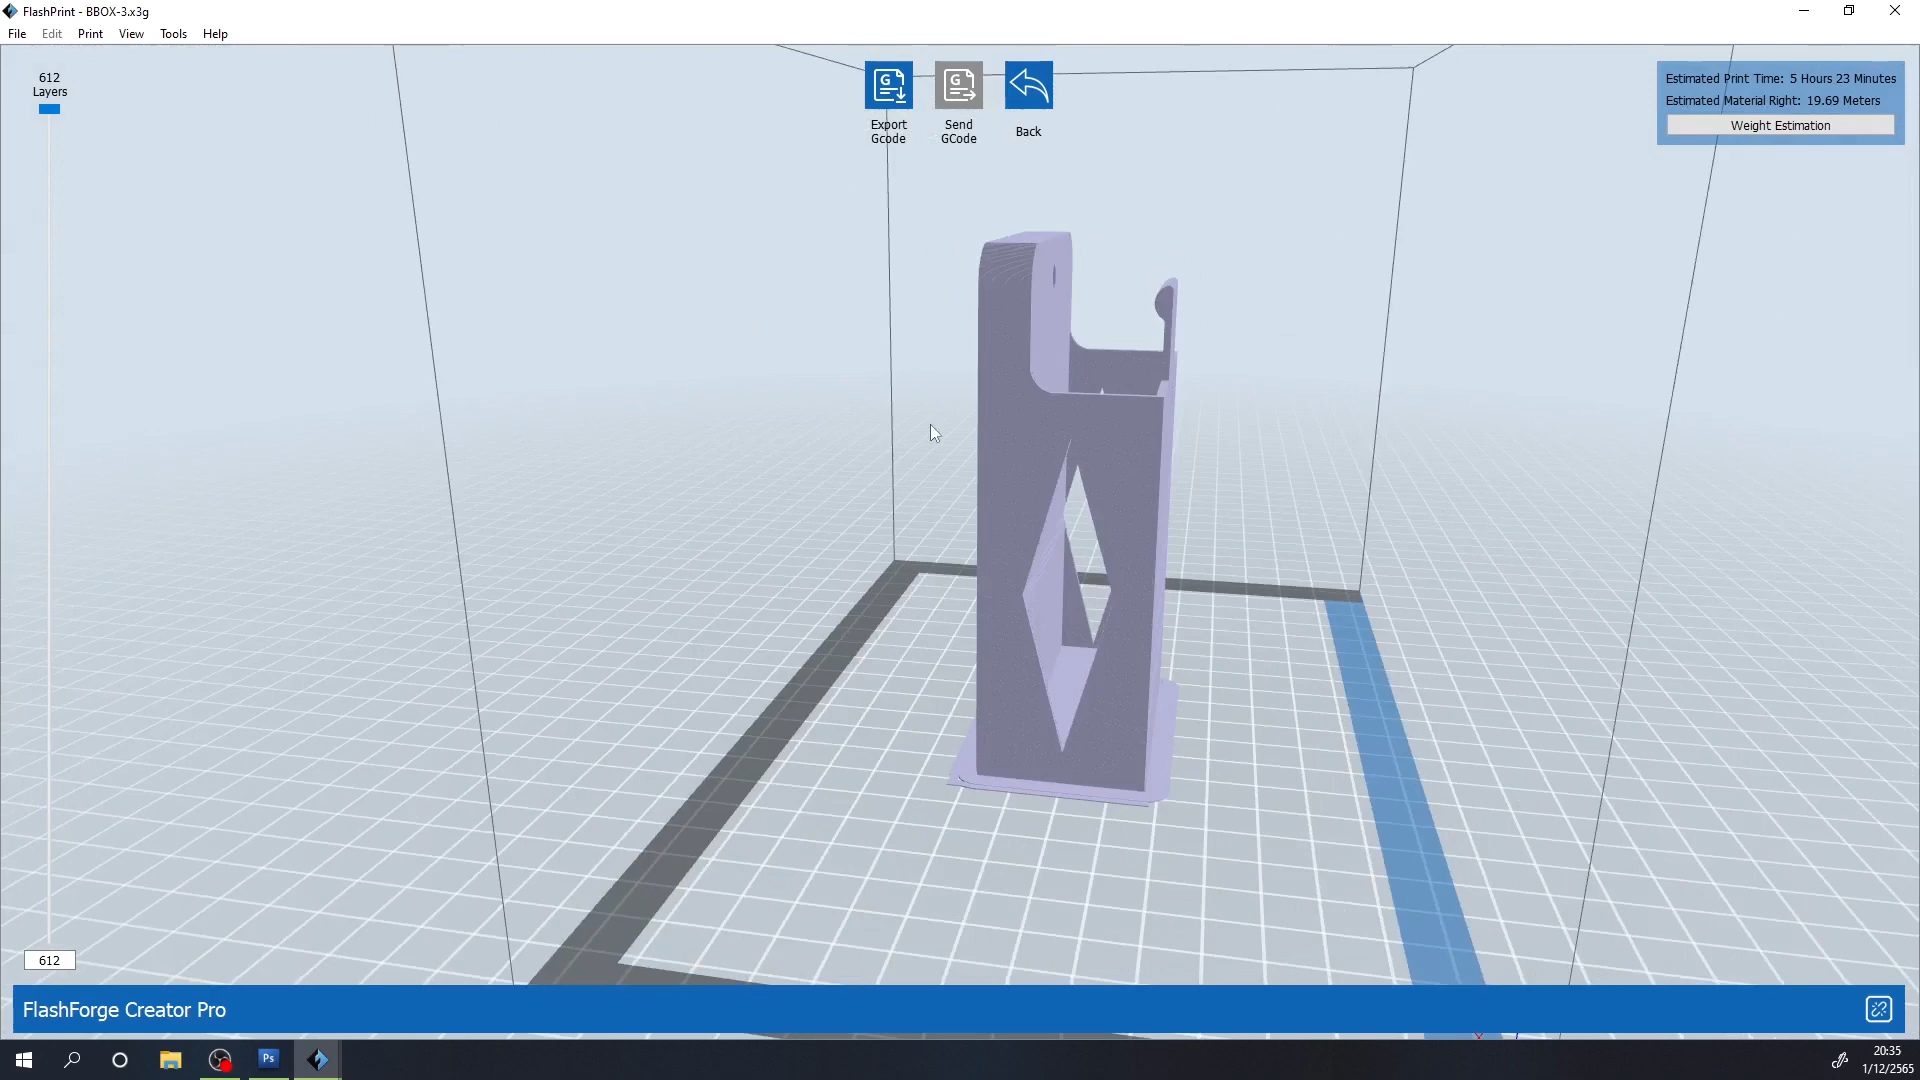 FlashPrint - BBOX-3.x3g
File Edit Print View Tools Help
612
Layers
G
Export
Gcode
G
Send
GCode
Back
Estimated Print Time: 5 Hours 23 Minutes
Estimated Material Right: 19.69 Meters
Weight Estimation
612
FlashForge Creator Pro
Ps
20:35
1/12/2565